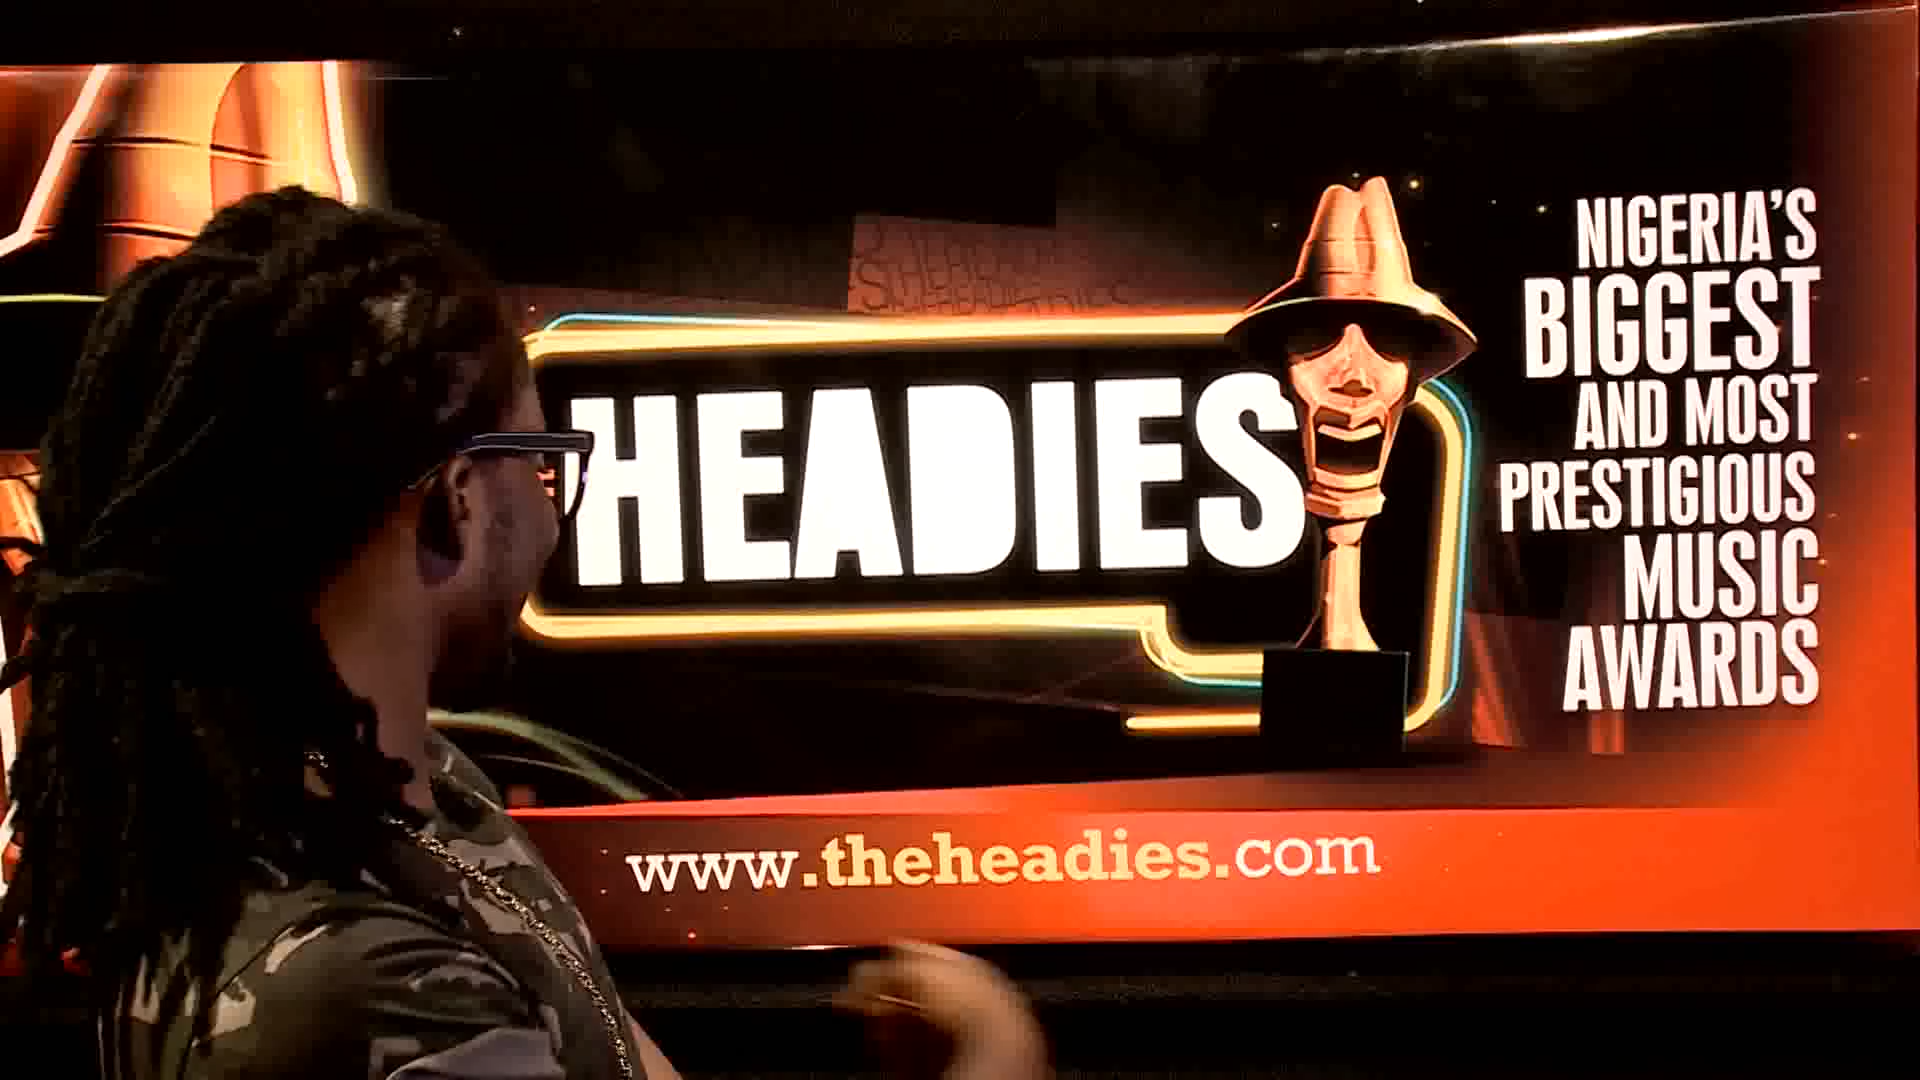 HEADIES
NIGERIA'S
BIGGEST
AND MOST
PRESTIGIOUS
MUSIC
AWARDS
www.theheadies.com